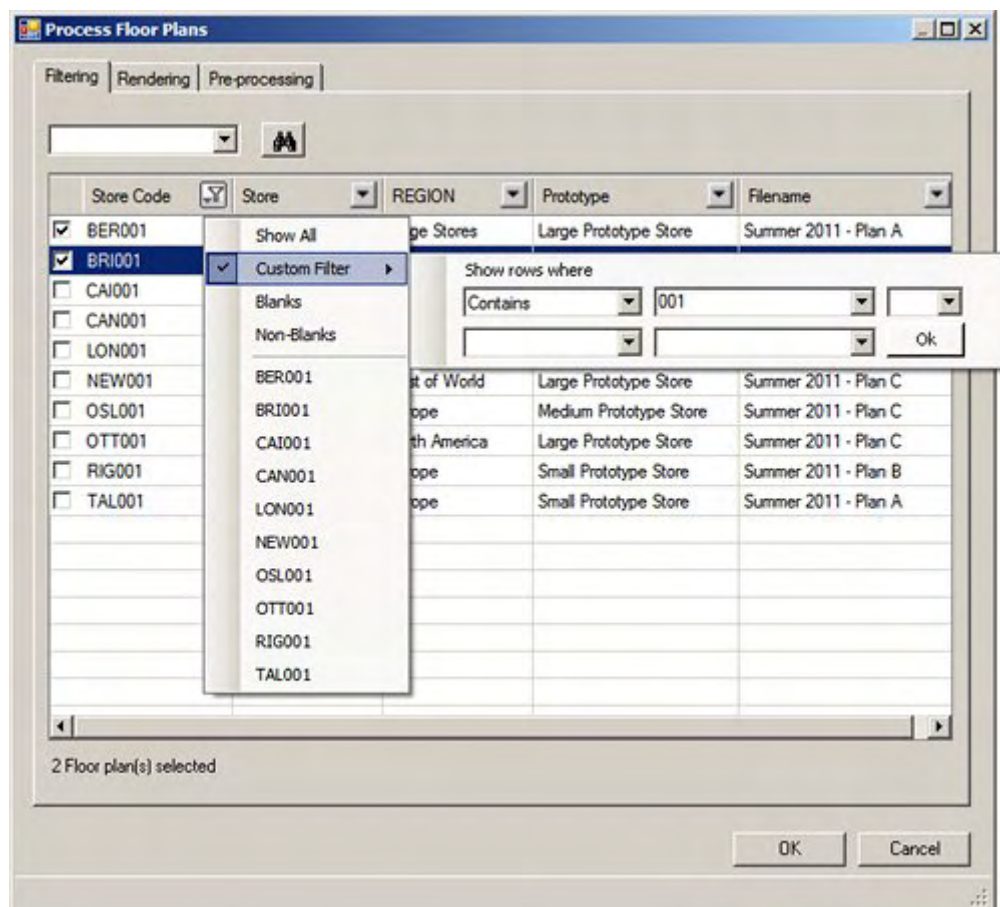 Process Floor Plans
Filtering Rendering Pre-processing
Store Code Store REGION Prototype Filename
BER001 ge Stores Large Prototype Store Summer 2011 - Plan A
BRI001
CAI001
CAN001
LON001
NEW001 st of World Large Prototype Store Summer 2011 - Plan C
OSL001 ope Medium Prototype Store Summer 2011 - Plan C
OTT001 th America Large Prototype Store Summer 2011 - Plan C
RIG001 ope Small Prototype Store Summer 2011 - Plan B
TAL001 ope Small Prototype Store Summer 2011 - Plan A
Show All
Custom Filter
Blanks
Non-Blanks
BER001
BRI001
CAI001
CAN001
LON001
NEW001
OSL001
OTT001
RIG001
TAL001
Show rows where
Contains 001
Ok
2 Floor plan(s) selected
OK Cancel